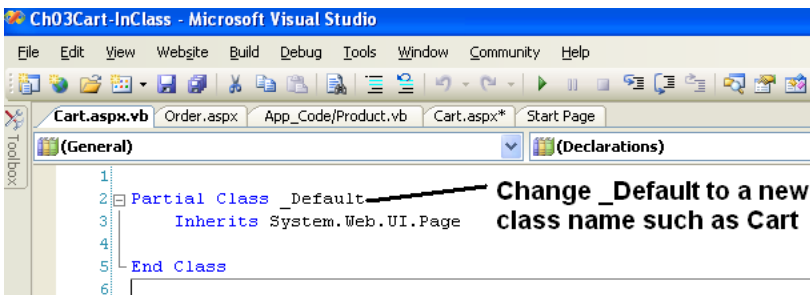 Ch03Cart-InClass - Microsoft Visual Studio
File Edit View Website Build Debug Tools Window Community Help
Cart.aspx.vb Order.aspx App_Code/Product.vb Cart.aspx* Start Page
Toolbox
(General) (Declarations)
1
2 Partial Class _Default
3 Inherits System.Web.UI.Page
4
5 End Class
6
Change _Default to a new
class name such as Cart